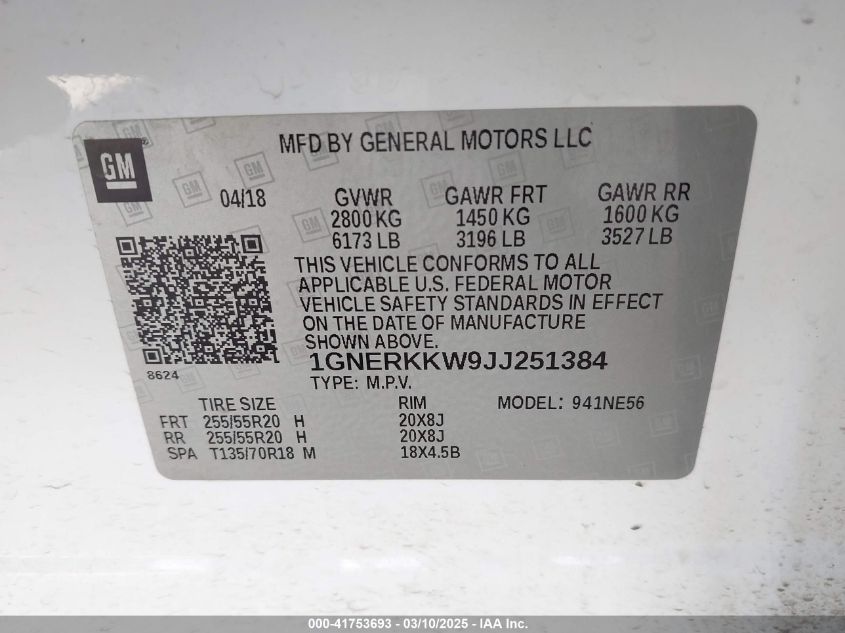 GM
MFD BY GENERAL MOTORS LLC
04/18 GVWR GAWR FRT GAWR RR
2800 KG 1450 KG 1600 KG
6173 LB 3196 LB 3527 LB
THIS VEHICLE CONFORMS TO ALL
APPLICABLE U.S. FEDERAL MOTOR
VEHICLE SAFETY STANDARDS IN EFFECT
ON THE DATE OF MANUFACTURE
SHOWN ABOVE.
1GNERKKW9JJ251384
8624
TYPE: M.P.V.
TIRE SIZE RIM MODEL: 941NE56
FRT 255/55R20 H 20X8J
RR 255/55R20 H 20X8J
SPA T135/70R18 M 18X4.5B
000-41753693 - 03/10/2025 - IAA Inc.